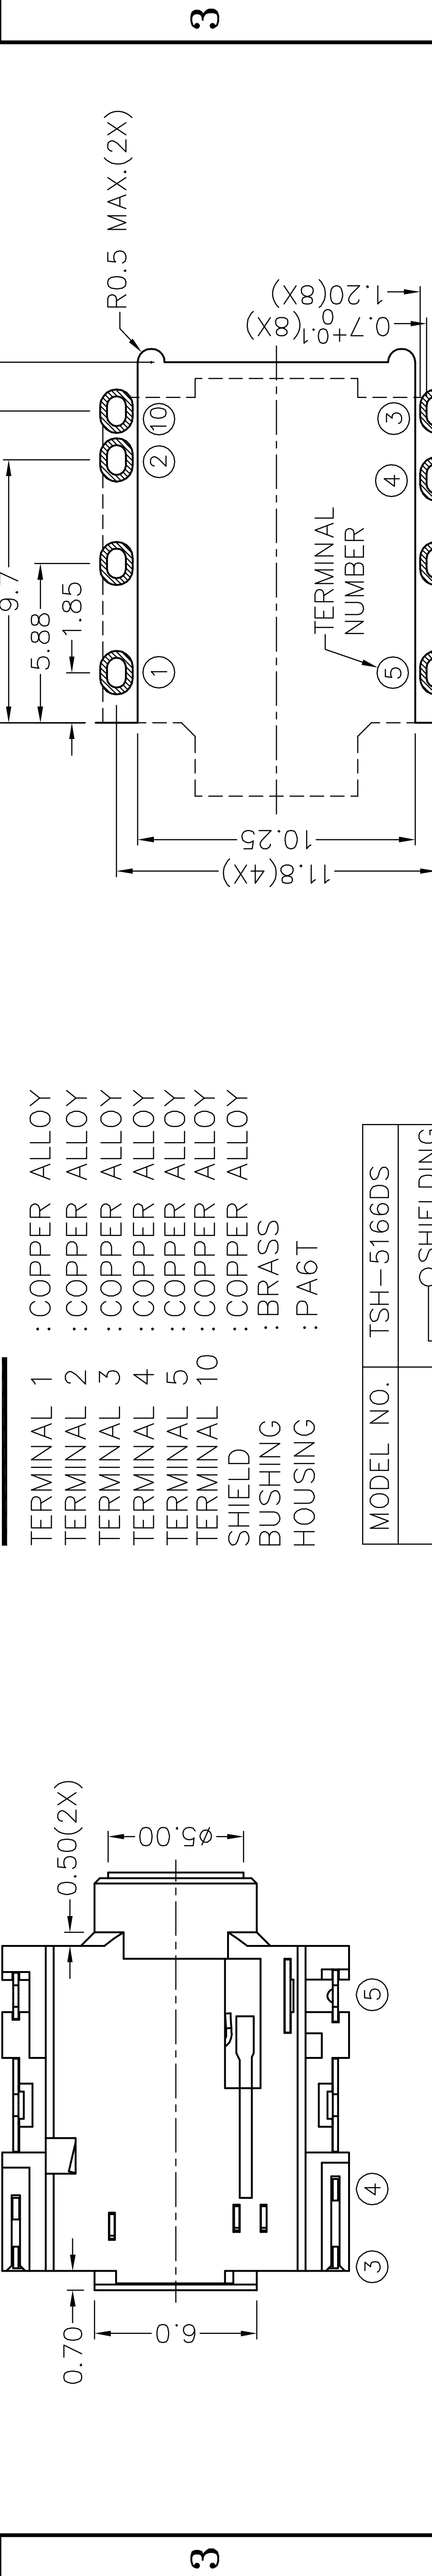 3
R0.5 MAX.(2X)
1.20(8X)
0.7 +0.1 0 (8X)
10
2
1
3
4
5
TERMINAL
NUMBER
9.7
5.88
1.85
10.25
11.8(4X)
TERMINAL 1 : COPPER ALLOY
TERMINAL 2 : COPPER ALLOY
TERMINAL 3 : COPPER ALLOY
TERMINAL 4 : COPPER ALLOY
TERMINAL 5 : COPPER ALLOY
TERMINAL 10 : COPPER ALLOY
SHIELD : COPPER ALLOY
BUSHING : BRASS
HOUSING : PA6T
MODEL NO. TSH-5166DS
SHIELDING
0.50(2X)
ø5.00
5
4
3
0.70
6.0
3